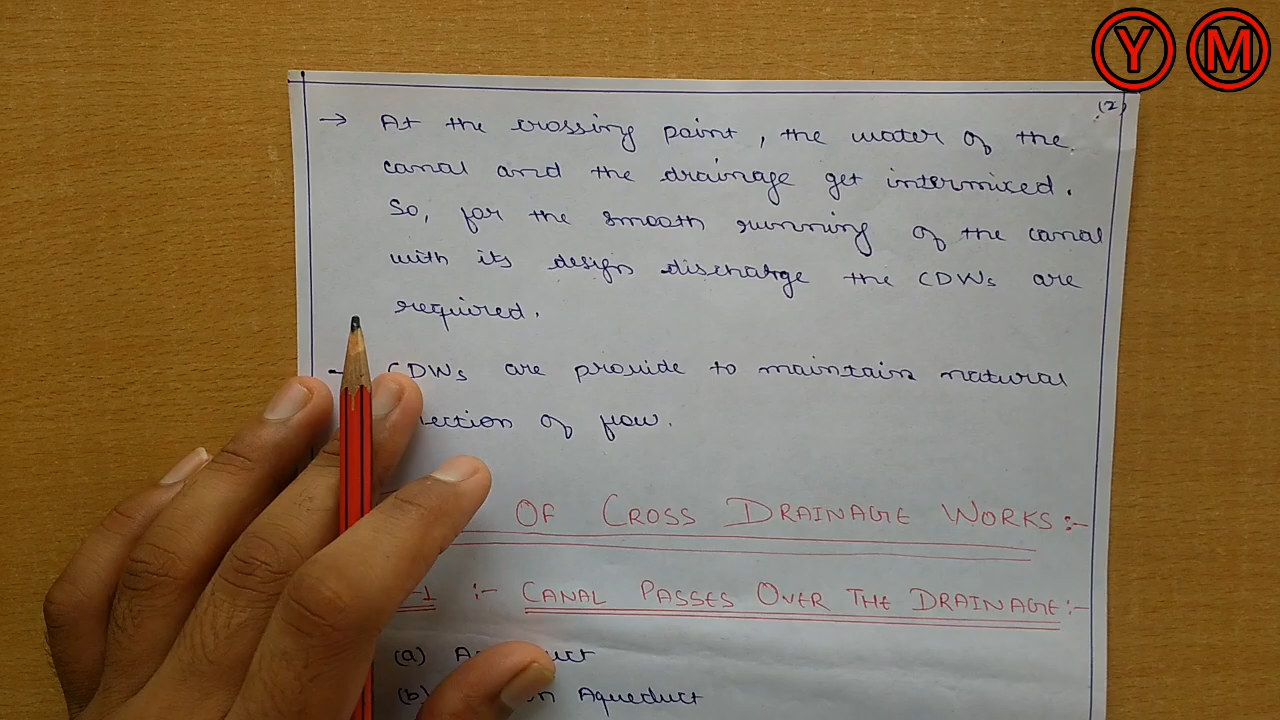 Y M
(2)
→ At the crossing point, the water of the
canal and the drainage get intermixed.
So, for the smooth running of the canal
with its design discharge the CDWs are
required.
CDWs are provide to maintain natural
of flow.
OF CROSS DRAINAGE WORKS:-
:- CANAL PASSES OVER THE DRAINAGE:-
(a)
(b) Aqueduct